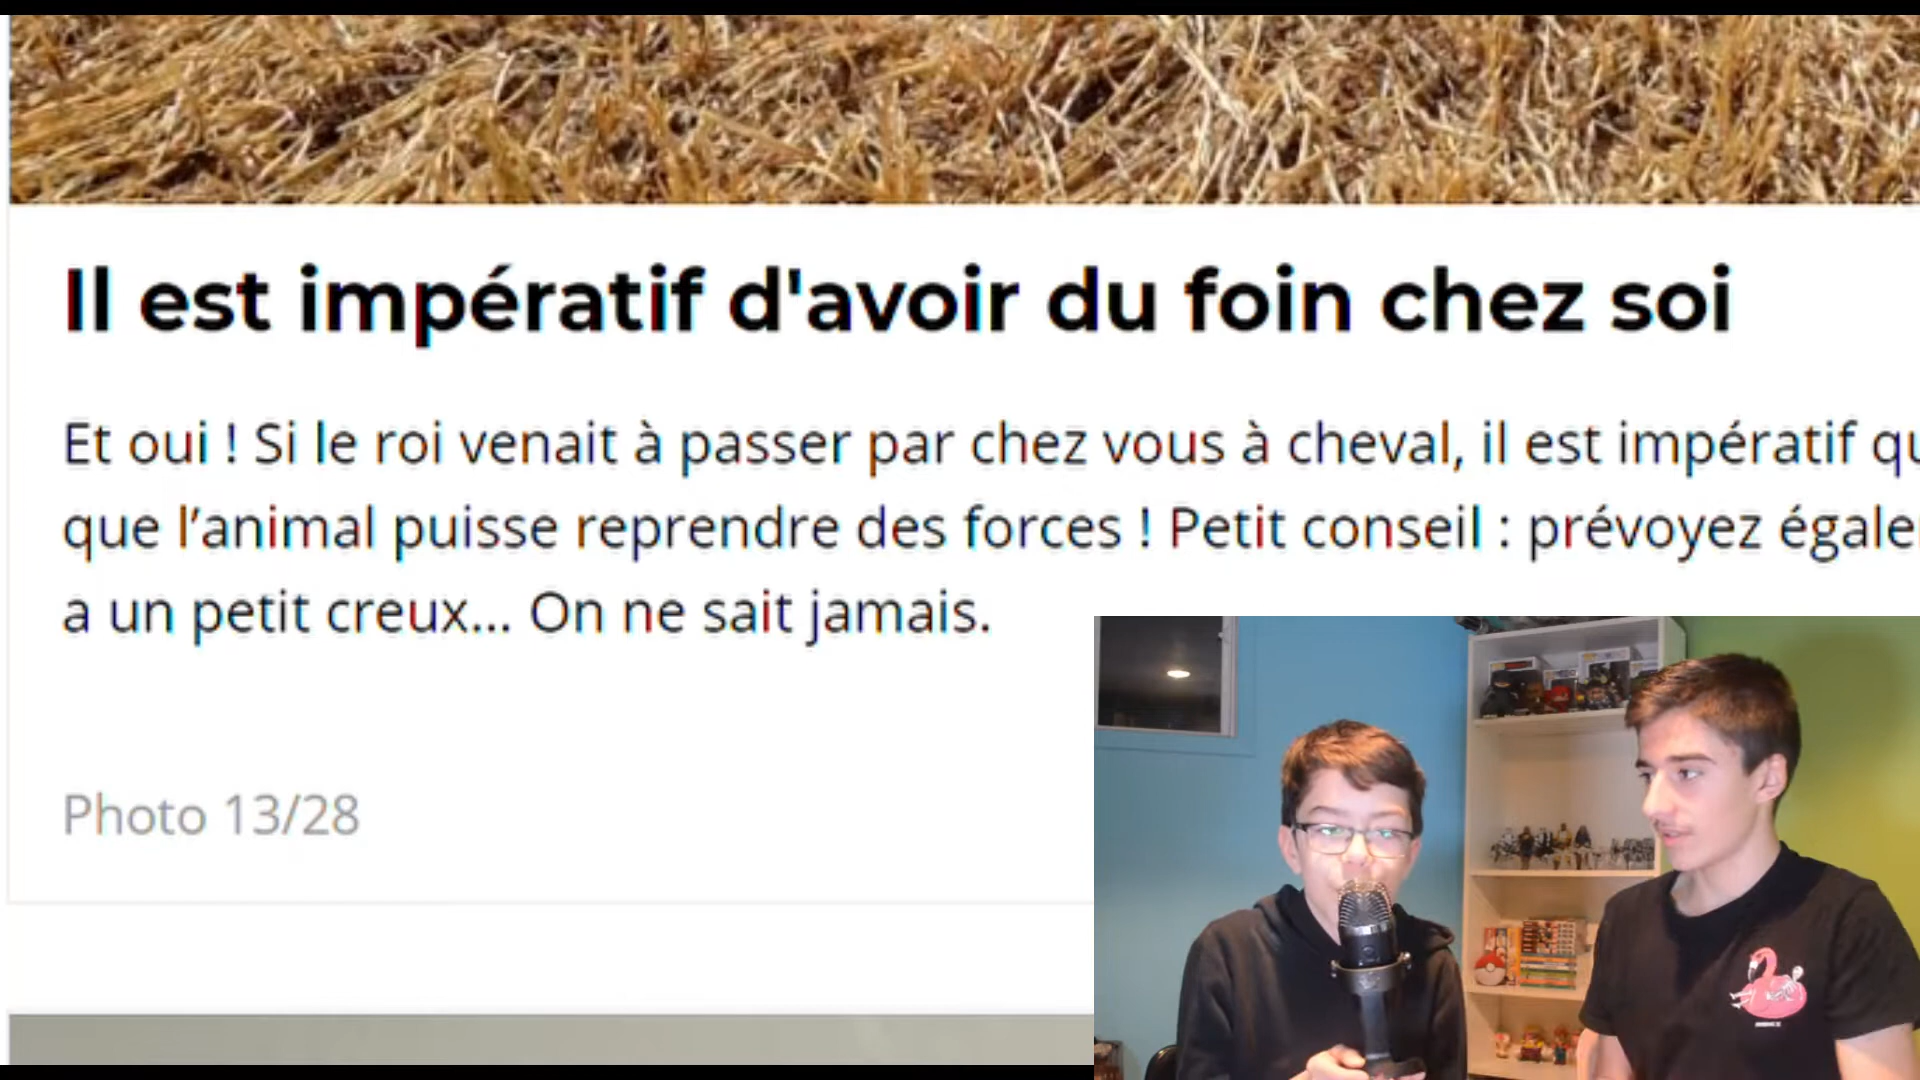 Il est impératif d'avoir du foin chez soi
Et oui ! Si le roi venait à passer par chez vous à cheval, il est impératif
que l’animal puisse reprendre des forces ! Petit conseil : prévoyez
a un petit creux... On ne sait jamais.
Photo 13/28